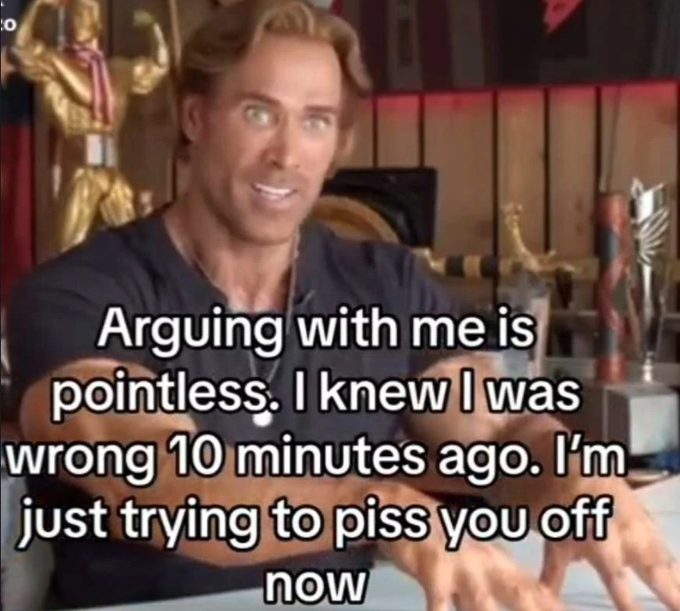 Arguing with me is
pointless. I knew I was
wrong 10 minutes ago. I'm
just trying to piss you off
now